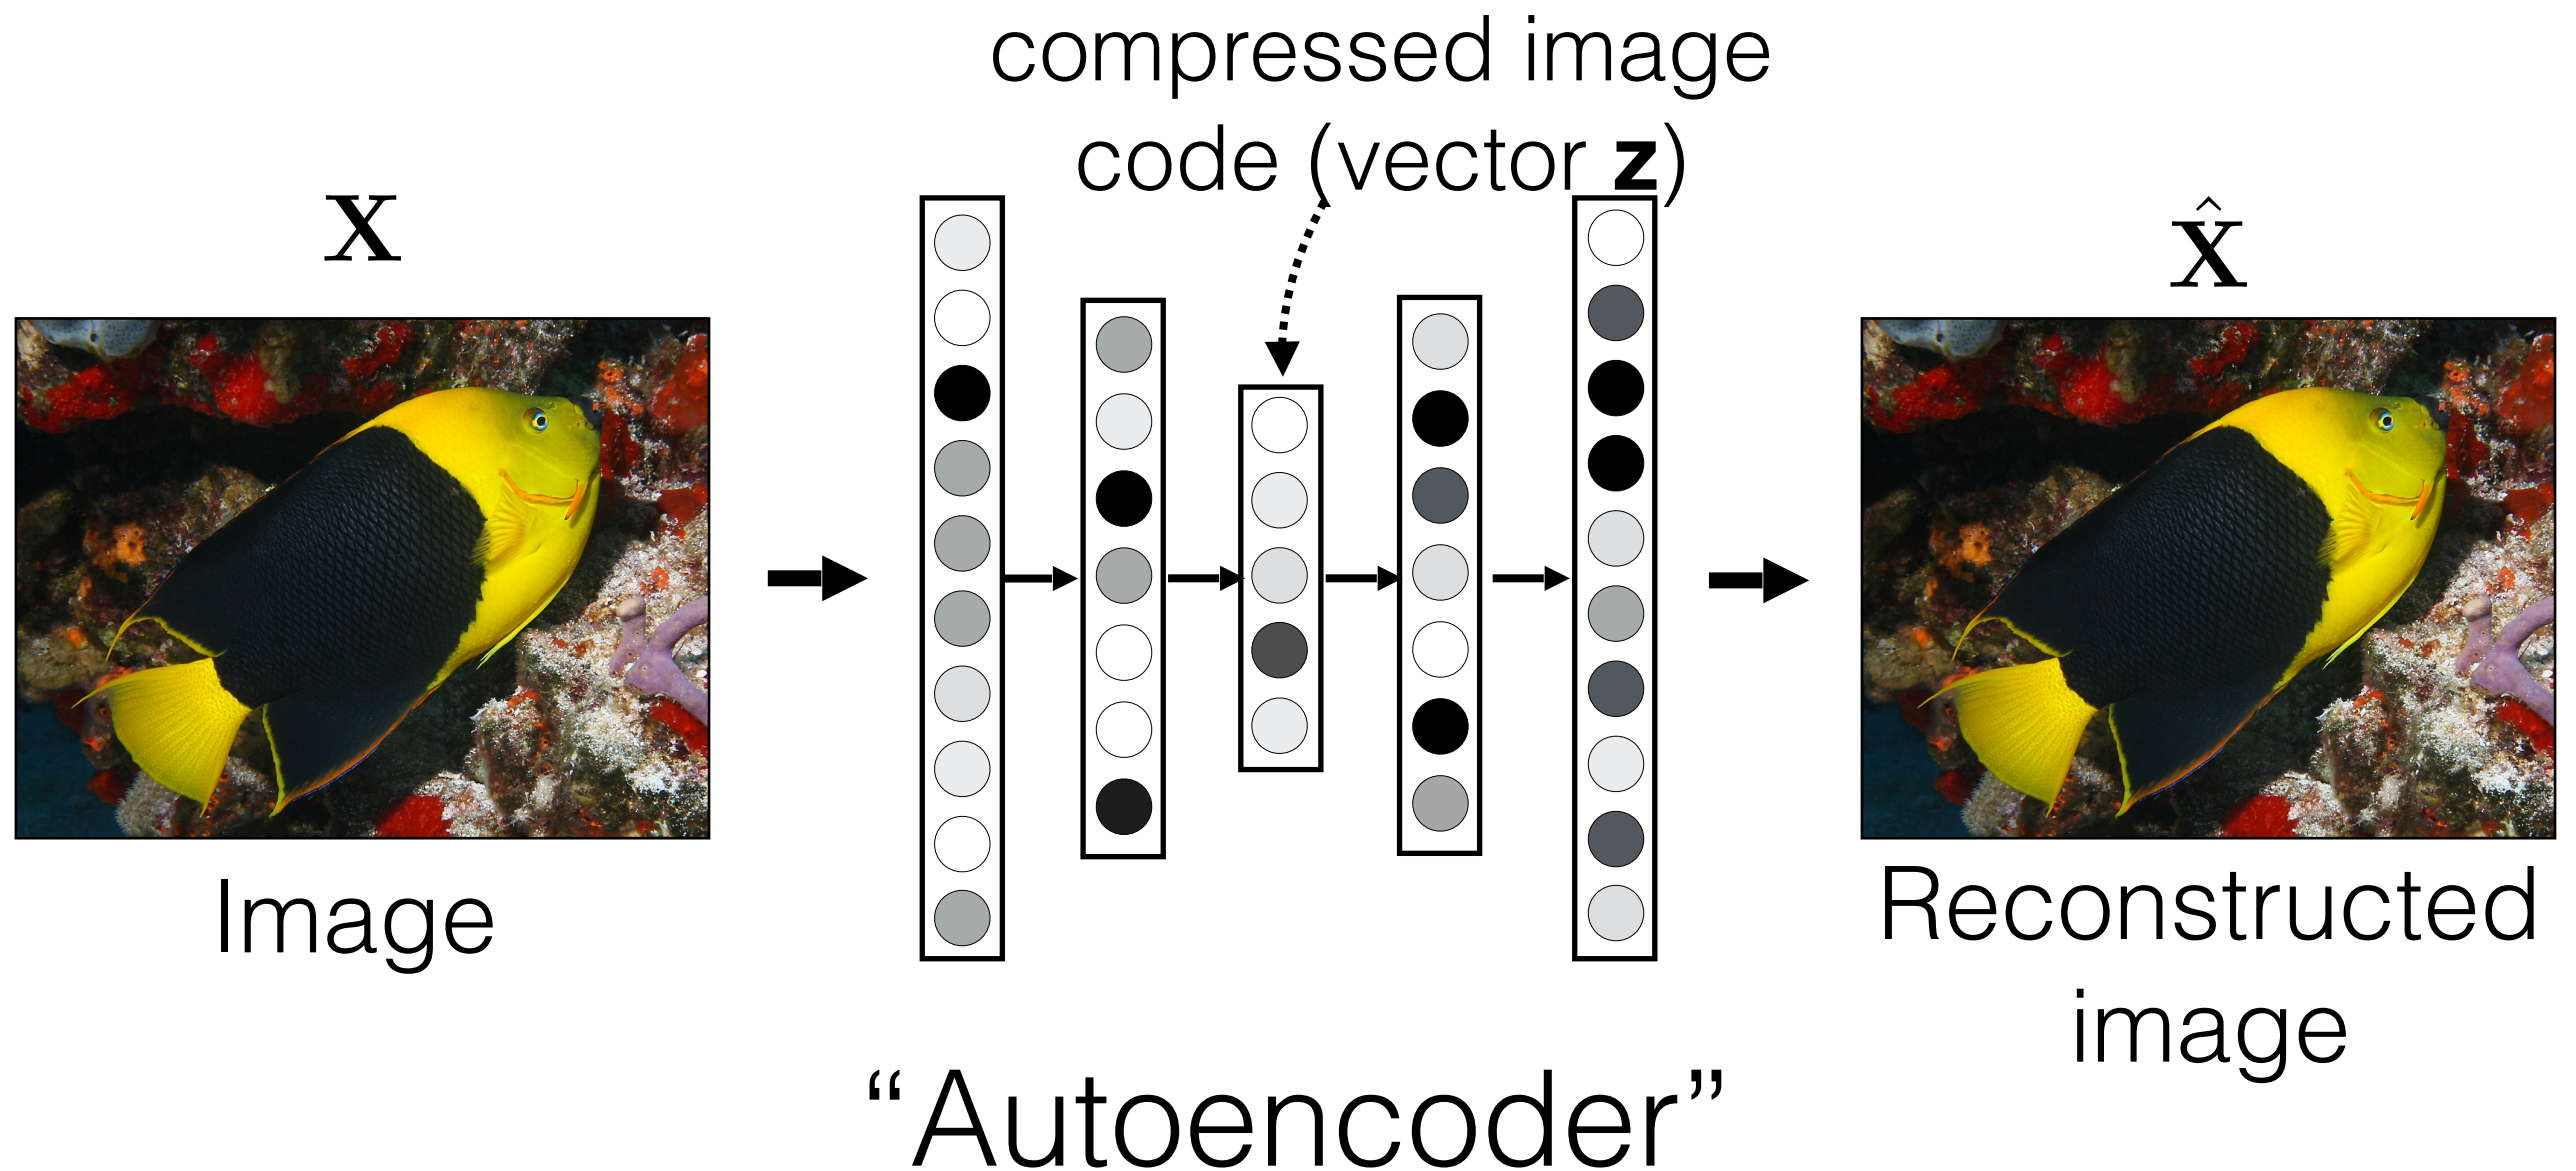 compressed image
code (vector z)
X
X̂
Image
Reconstructed
image
“Autoencoder”